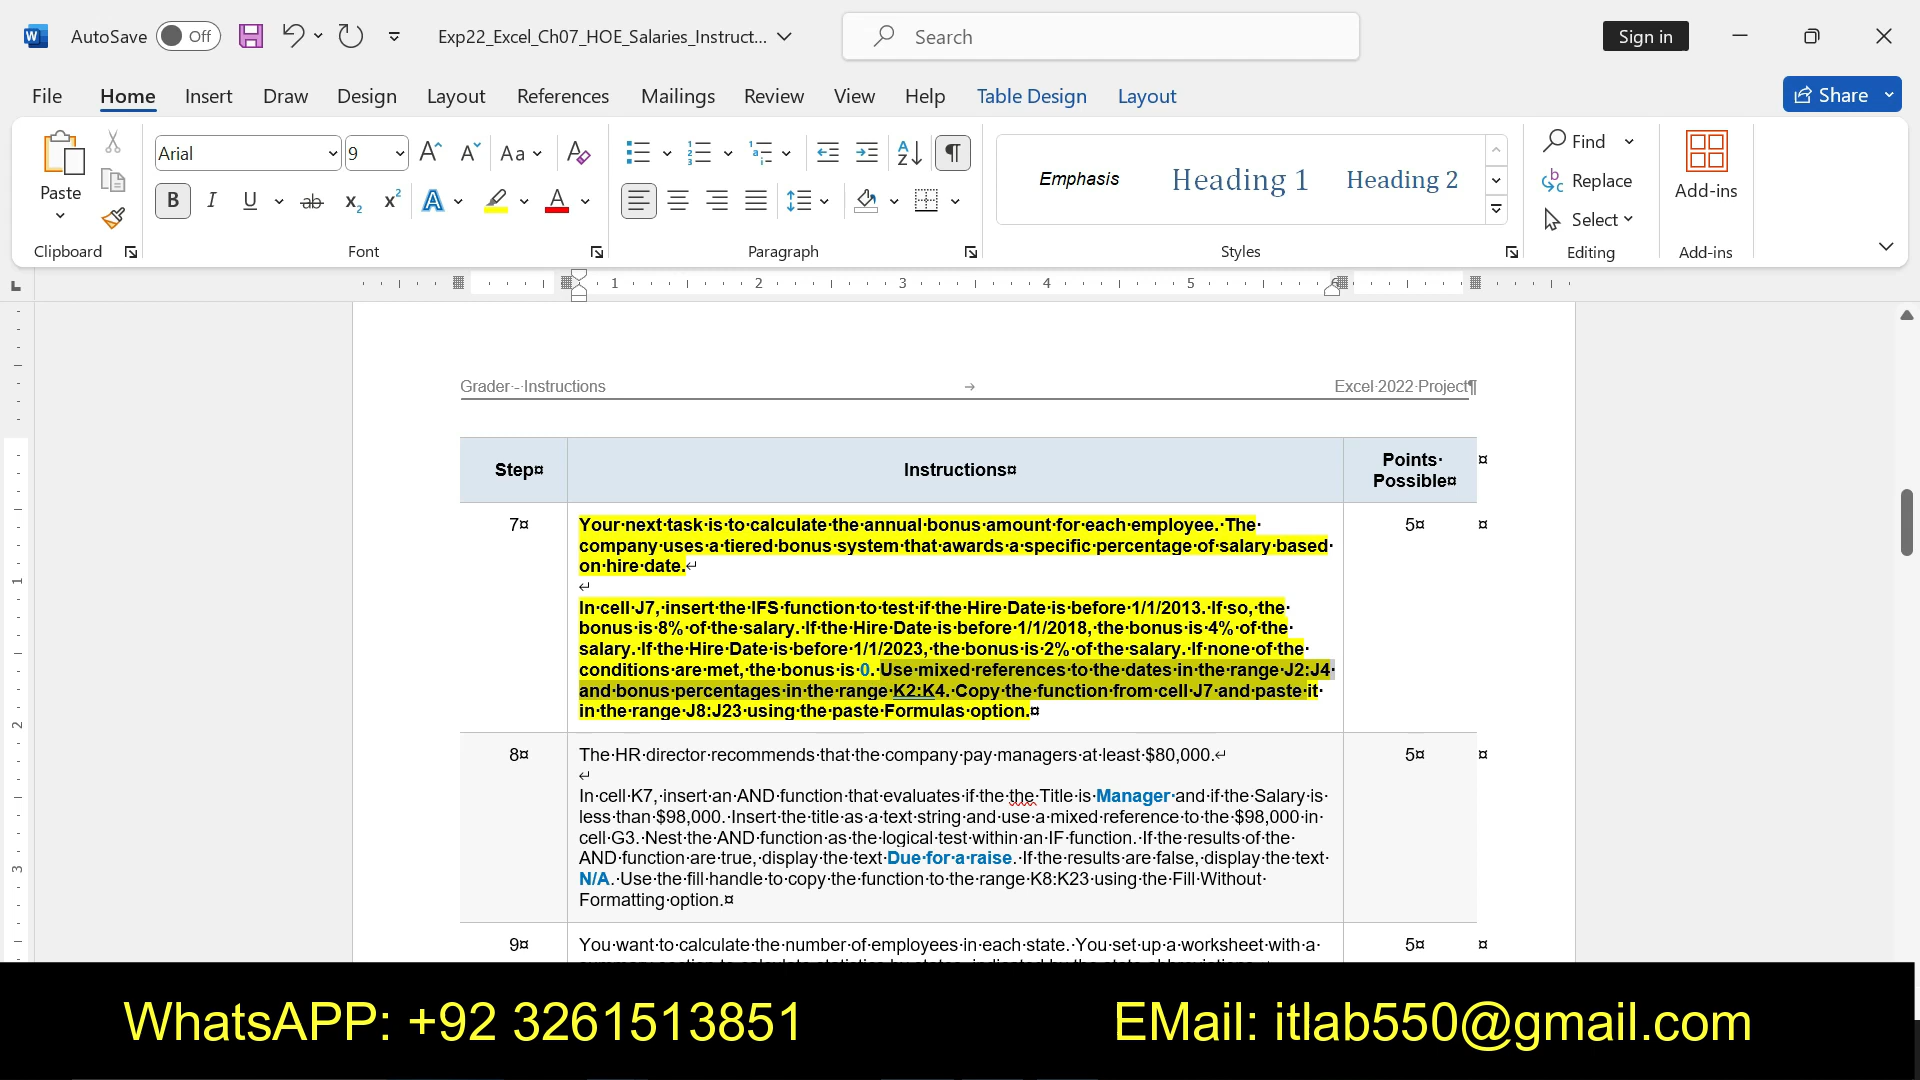 AutoSave Off Exp22_Excel_Ch07_HOE_Salaries_Instruct... Search Sign in
File Home Insert Draw Design Layout References Mailings Review View Help Table Design Layout Share
Paste
Clipboard
Arial 9 Aa
B I U ab x₂ x² A A
Font
Paragraph
Emphasis Heading 1 Heading 2
Styles
Find
Replace
Select
Editing
Add-ins
Add-ins
1 2 3 4 5
Grader·-·Instructions → Excel·2022·Project¶
Step¤ Instructions¤ Points· Possible¤ ¤
7¤ 5¤ ¤
Your·next·task·is·to·calculate·the·annual·bonus·amount·for·each·employee.·The·
company·uses·a·tiered·bonus·system·that·awards·a·specific·percentage·of·salary·based·
on·hire·date.↵
↵
In·cell·J7,·insert·the·IFS·function·to·test·if·the·Hire·Date·is·before·1/1/2013.·If·so,·the·
bonus·is·8%·of·the·salary.·If·the·Hire·Date·is·before·1/1/2018,·the·bonus·is·4%·of·the·
salary.·If·the·Hire·Date·is·before·1/1/2023,·the·bonus·is·2%·of·the·salary.·If·none·of·the·
conditions·are·met,·the·bonus·is·0.·Use·mixed·references·to·the·dates·in·the·range·J2:J4·
and·bonus·percentages·in·the·range·K2:K4.·Copy·the·function·from·cell·J7·and·paste·it·
in·the·range·J8:J23·using·the·paste·Formulas·option.¤
8¤ 5¤ ¤
The·HR·director·recommends·that·the·company·pay·managers·at·least·$80,000.↵
↵
In·cell·K7,·insert·an·AND·function·that·evaluates·if·the·the·Title·is·Manager·and·if·the·Salary·is·
less·than·$98,000.·Insert·the·title·as·a·text·string·and·use·a·mixed·reference·to·the·$98,000·in·
cell·G3.·Nest·the·AND·function·as·the·logical·test·within·an·IF·function.·If·the·results·of·the·
AND·function·are·true,·display·the·text·Due·for·a·raise.·If·the·results·are·false,·display·the·text·
N/A.·Use·the·fill·handle·to·copy·the·function·to·the·range·K8:K23·using·the·Fill·Without·
Formatting·option.¤
9¤ You·want·to·calculate·the·number·of·employees·in·each·state.·You·set·up·a·worksheet·with·a· 5¤ ¤
WhatsAPP: +92 3261513851 EMail: itlab550@gmail.com